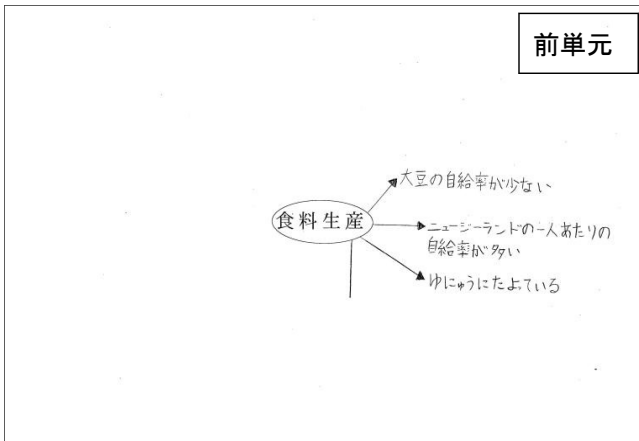 前単元
大豆の自給率が少ない
食料生産
ニュージーランドの一人あたりの
自給率が多い
ゆにゅうにたよっている